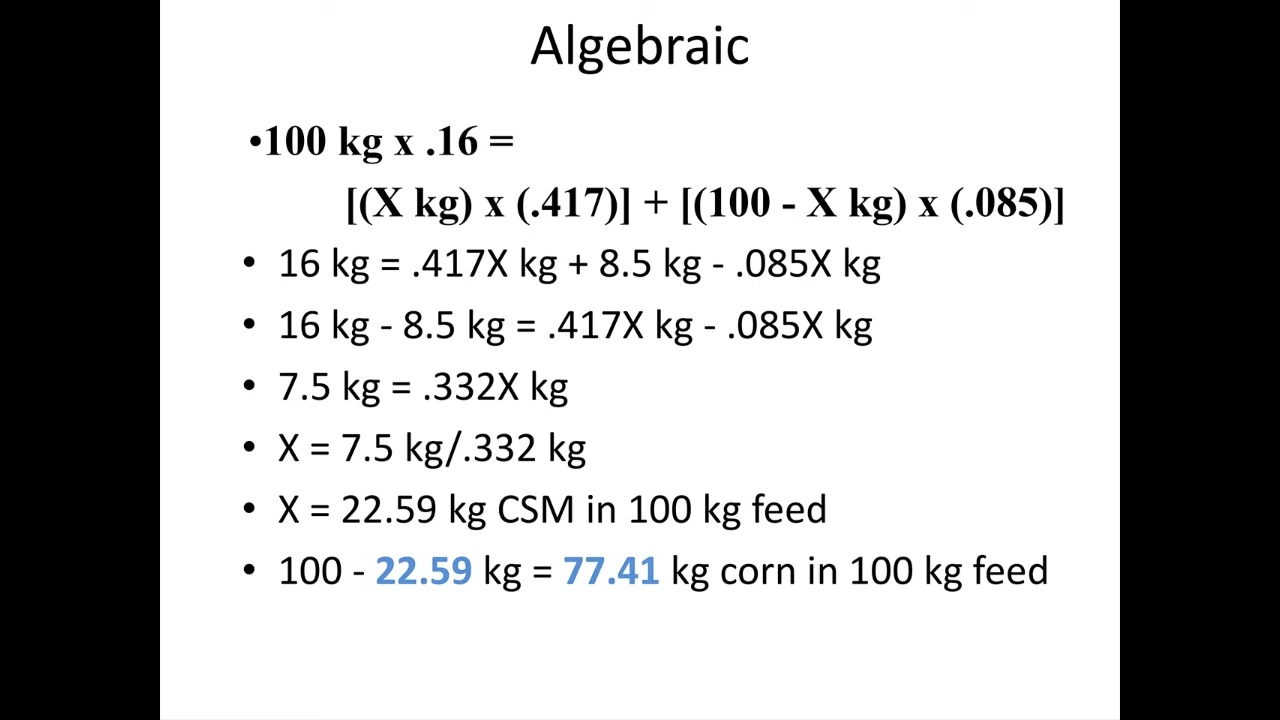 Algebraic
•100 kg x .16 =
[(X kg) x (.417)] + [(100 - X kg) x (.085)]
• 16 kg = .417X kg + 8.5 kg - .085X kg
• 16 kg - 8.5 kg = .417X kg - .085X kg
• 7.5 kg = .332X kg
• X = 7.5 kg/.332 kg
• X = 22.59 kg CSM in 100 kg feed
• 100 - 22.59 kg = 77.41 kg corn in 100 kg feed